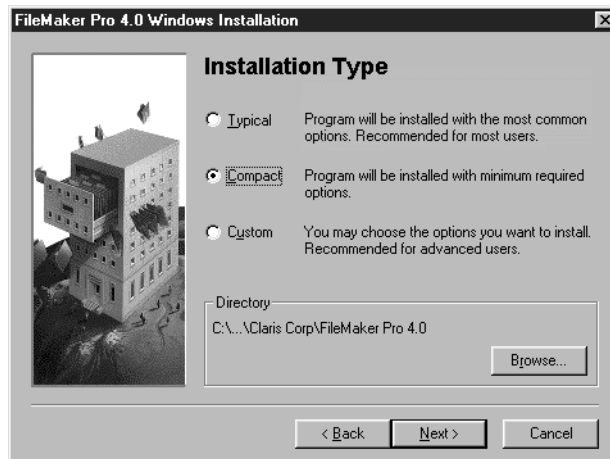 FileMaker Pro 4.0 Windows Installation
Installation Type
Typical
Program will be installed with the most common
options. Recommended for most users.
Compact
Program will be installed with minimum required
options.
Custom
You may choose the options you want to install.
Recommended for advanced users.
Directory
C:\...\Claris Corp\FileMaker Pro 4.0
Browse...
< Back
Next >
Cancel